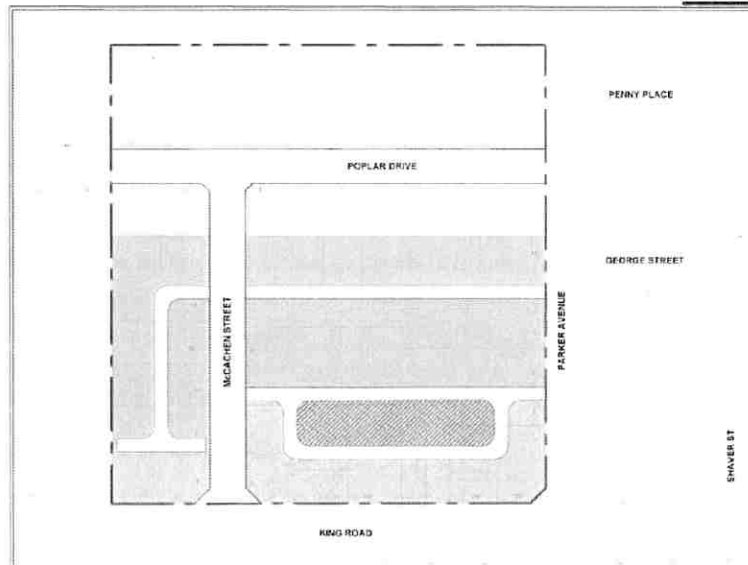 PENNY PLACE
POPLAR DRIVE
GEORGE STREET
McCACHEN STREET
PARKER AVENUE
SHAVER ST
KING ROAD